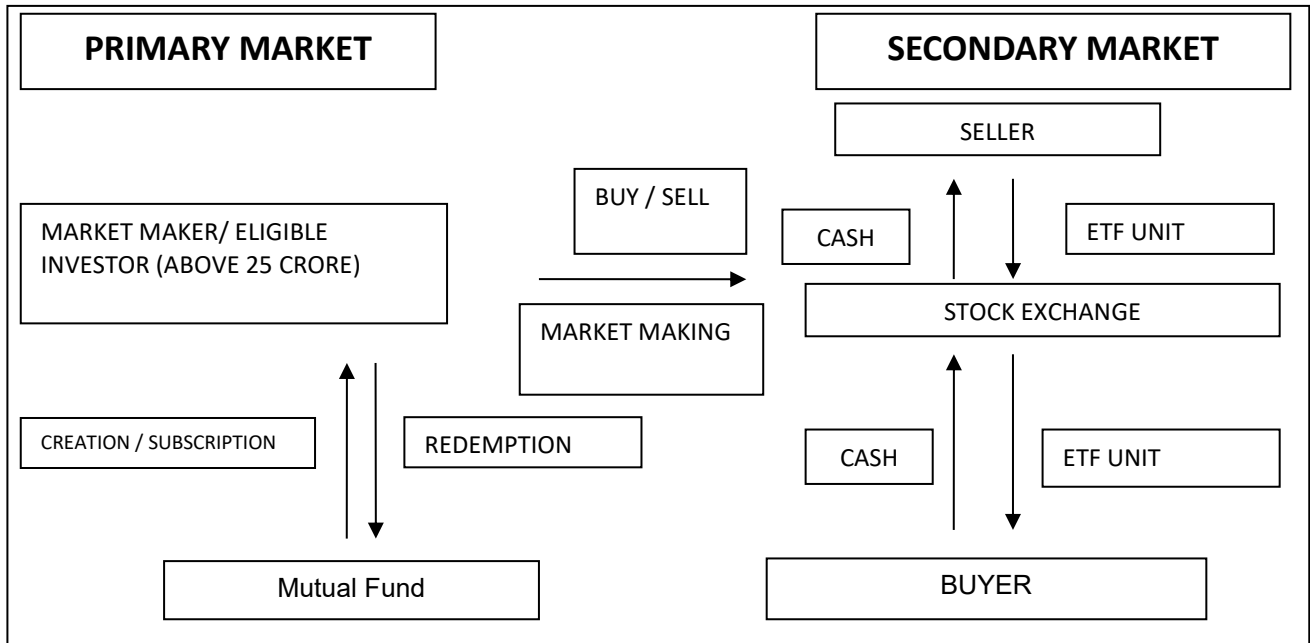 PRIMARY MARKET
SECONDARY MARKET
SELLER
BUY / SELL
MARKET MAKER/ ELIGIBLE
INVESTOR (ABOVE 25 CRORE)
CASH
ETF UNIT
STOCK EXCHANGE
MARKET MAKING
CREATION / SUBSCRIPTION
REDEMPTION
CASH
ETF UNIT
Mutual Fund
BUYER